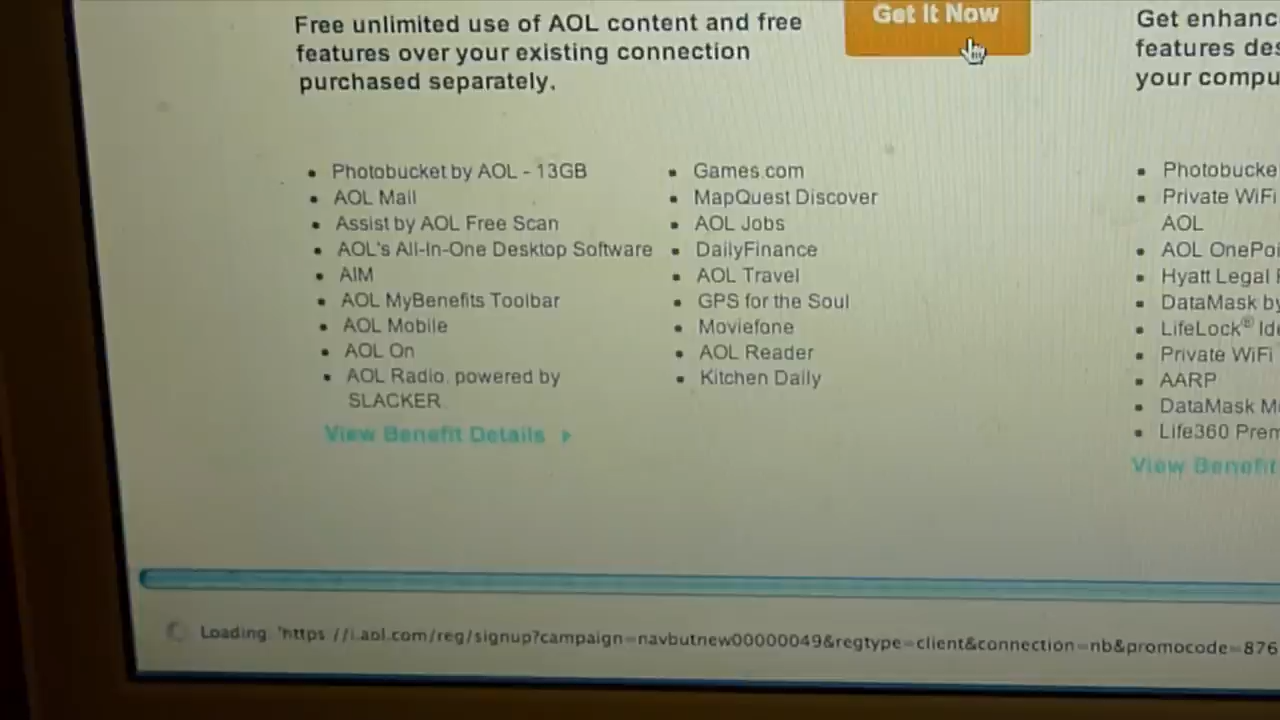 Free unlimited use of AOL content and free
features over your existing connection
purchased separately.
Get It Now
Photobucket by AOL - 13GB
AOL Mail
Assist by AOL Free Scan
AOL's All-In-One Desktop Software
AIM
AOL MyBenefits Toolbar
AOL Mobile
AOL On
AOL Radio, powered by
SLACKER
View Benefit Details
Games.com
MapQuest Discover
AOL Jobs
DailyFinance
AOL Travel
GPS for the Soul
Moviefone
AOL Reader
Kitchen Daily
Get enhanc
features des
your compu
Photobucke
Private WiFi
AOL
AOL OnePoi
Hyatt Legal
DataMask by
LifeLock® Ide
Private WiFi
AARP
DataMask M
Life360 Prem
View Benefit
Loading "https://i.aol.com/reg/signup?campaign=navbutnew00000049&regtype=client&connection=nb&promocode=876